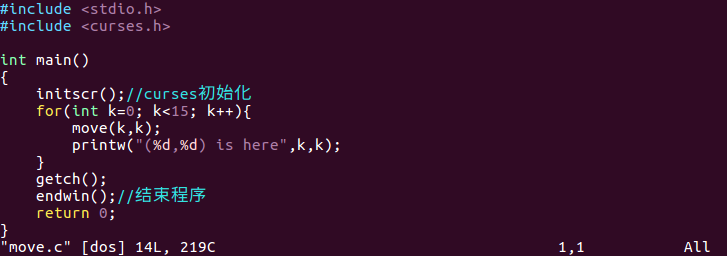 #include <stdio.h>
#include <curses.h>

int main()
{
    initscr();//curses初始化
    for(int k=0; k<15; k++){
        move(k,k);
        printw("(%d,%d) is here",k,k);
    }
    getch();
    endwin();//结束程序
    return 0;
}
"move.c" [dos] 14L, 219C 1,1 All